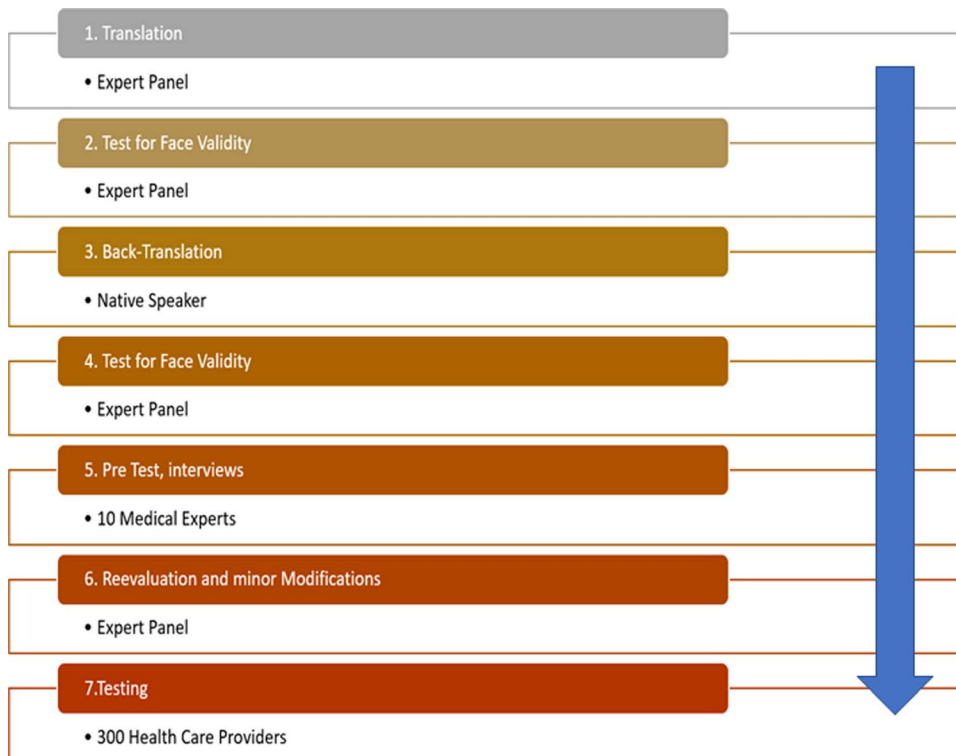 1. Translation
• Expert Panel
2. Test for Face Validity
• Expert Panel
3. Back-Translation
• Native Speaker
4. Test for Face Validity
• Expert Panel
5. Pre Test, interviews
• 10 Medical Experts
6. Reevaluation and minor Modifications
• Expert Panel
7.Testing
• 300 Health Care Providers